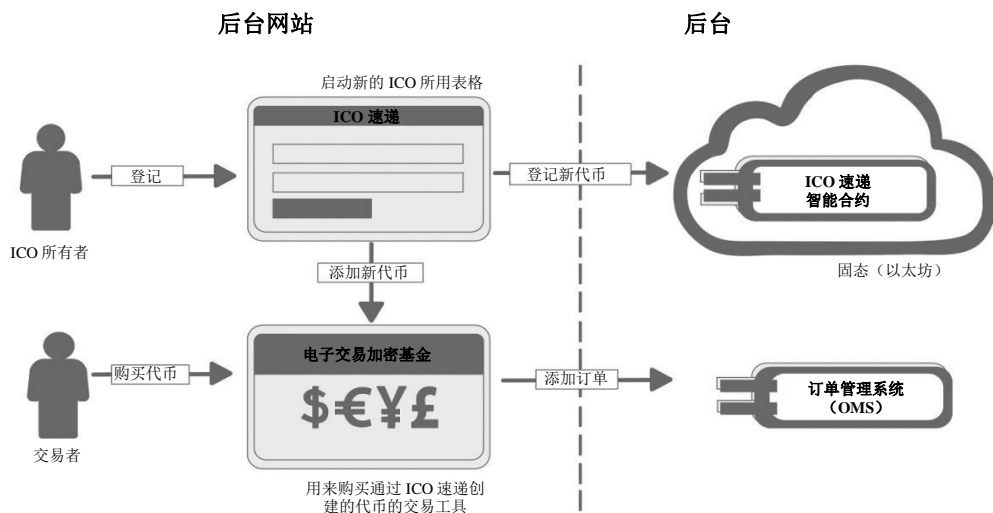 后台网站
后台
启动新的 ICO 所用表格
ICO 速递
登记
登记新代币
ICO 速递
智能合约
ICO 所有者
添加新代币
固态（以太坊）
电子交易加密基金
购买代币
添加订单
订单管理系统
（OMS）
$€¥£
交易者
用来购买通过 ICO 速递创
建的代币的交易工具